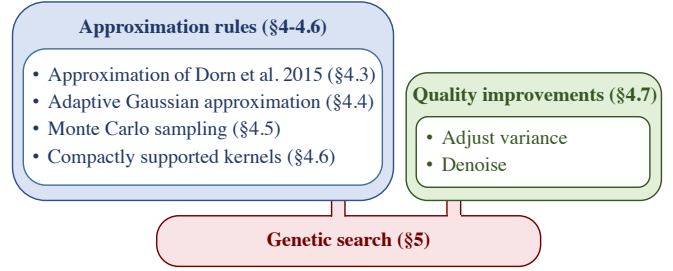 Approximation rules (§4-4.6)
• Approximation of Dorn et al. 2015 (§4.3)
• Adaptive Gaussian approximation (§4.4)
• Monte Carlo sampling (§4.5)
• Compactly supported kernels (§4.6)
Quality improvements (§4.7)
• Adjust variance
• Denoise
Genetic search (§5)